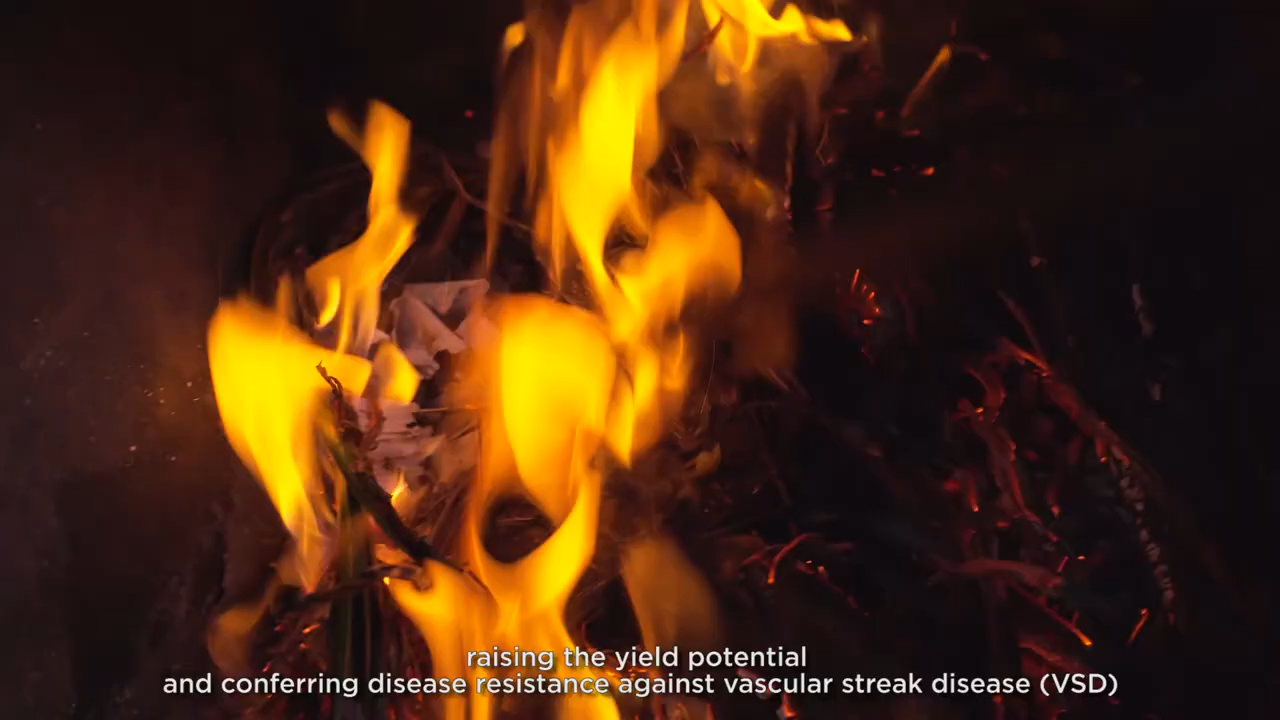 raising the yield potential
and conferring disease resistance against vascular streak disease (VSD)